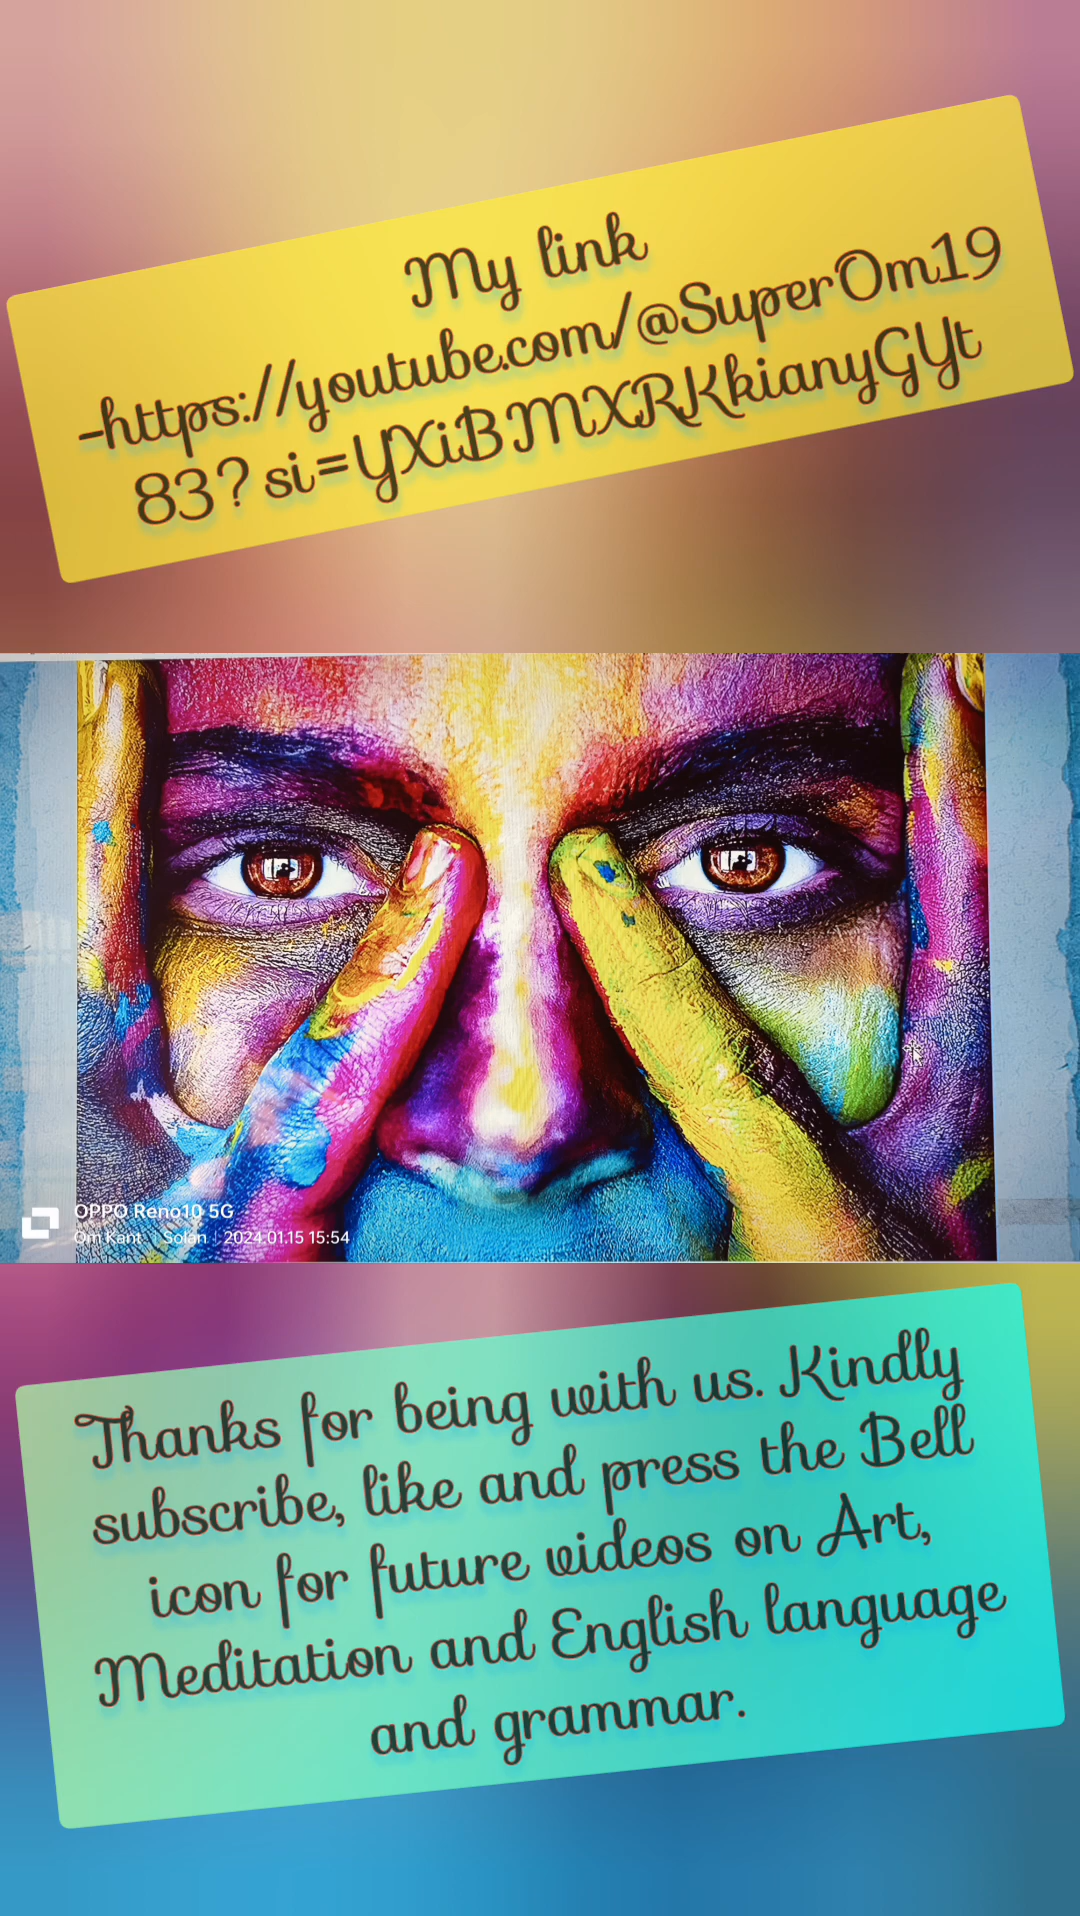 My link
-https://youtube.com/@SuperOm19
83?si=YXiBMXRKkianyGYt
OPPO Reno10 5G
Om Kant | Solan | 2024.01.15 15:54
Thanks for being with us. Kindly
subscribe, like and press the Bell
icon for future videos on Art,
Meditation and English language
and grammar.